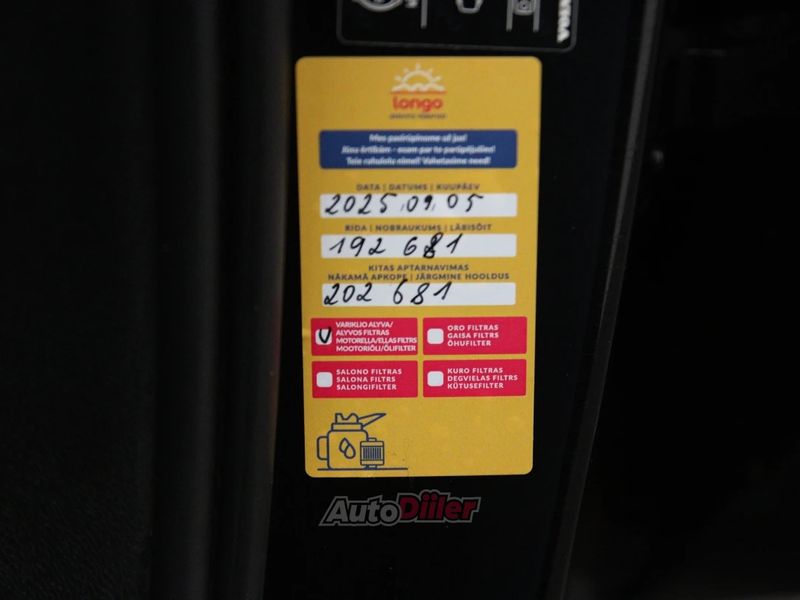 longo
Mes pasirūpinome už jus!
Jūsu ērtībām - esam par to parūpējušies!
Teie rahulolu nimel! Vahetasime need!
DATA | DATUMS | KUUPÄEV
2025.09.05
RIDA | NOBRAUKUMS | LÄBISÕIT
192 681
KITAS APTARNAVIMAS
NĀKAMĀ APKOPE | JÄRGMINE HOOLDUS
202 681
V
VARIKLIO ALYVA/
ALYVOS FILTRAS
MOTORELLA/ELLAS FILTRS
MOOTORIÕLI/ÕLIFILTER
ORO FILTRAS
GAISA FILTRS
ÕHUFILTER
SALONO FILTRAS
SALONA FILTRS
SALONGIFILTER
KURO FILTRAS
DEGVIELAS FILTRS
KÜTUSEFILTER
AutoDiiler